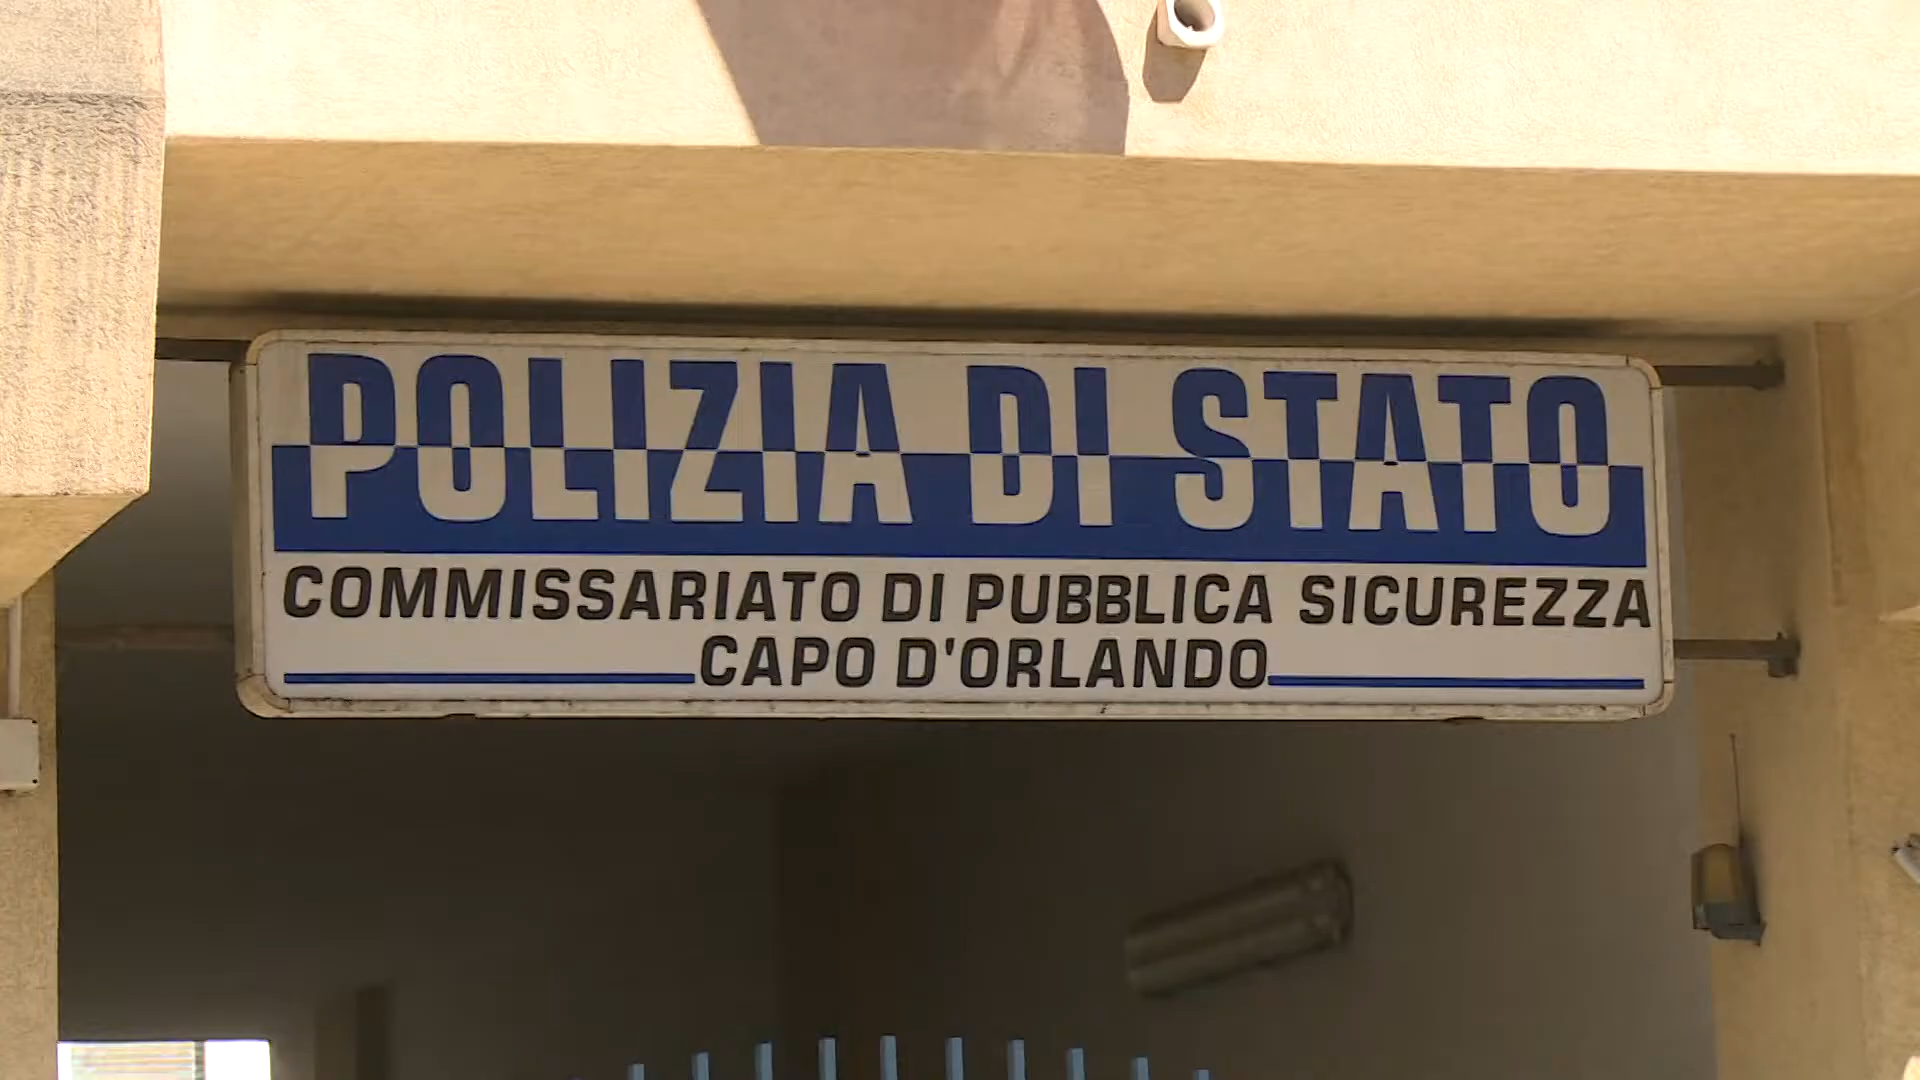 POLIZIA DI STATO
COMMISSARIATO DI PUBBLICA SICUREZZA
CAPO D'ORLANDO